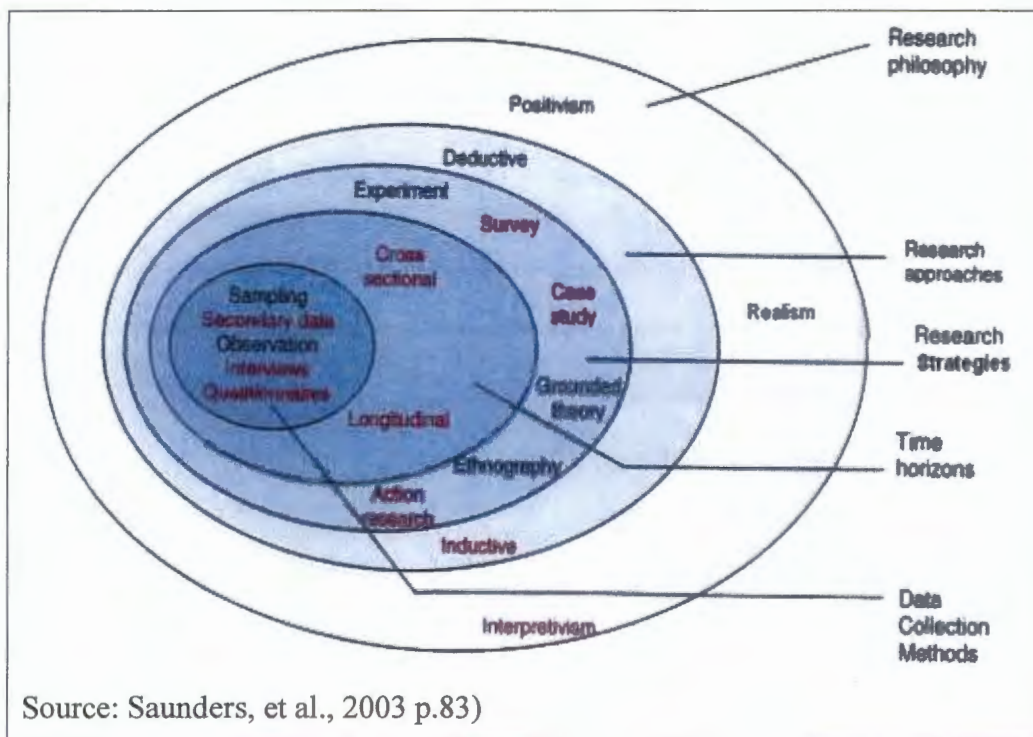 Research
philosophy
Positivism
Deductive
Experiment
Survey
Cross
sectional
Research
approaches
Sampling
Secondary data
Observation
Interviews
Questionnaires
Case
study
Realism
Research
Strategies
Grounded
theory
Longitudinal
Time
horizons
Ethnography
Action
research
Inductive
Interpretivism
Data
Collection
Methods
Source: Saunders, et al., 2003 p.83)